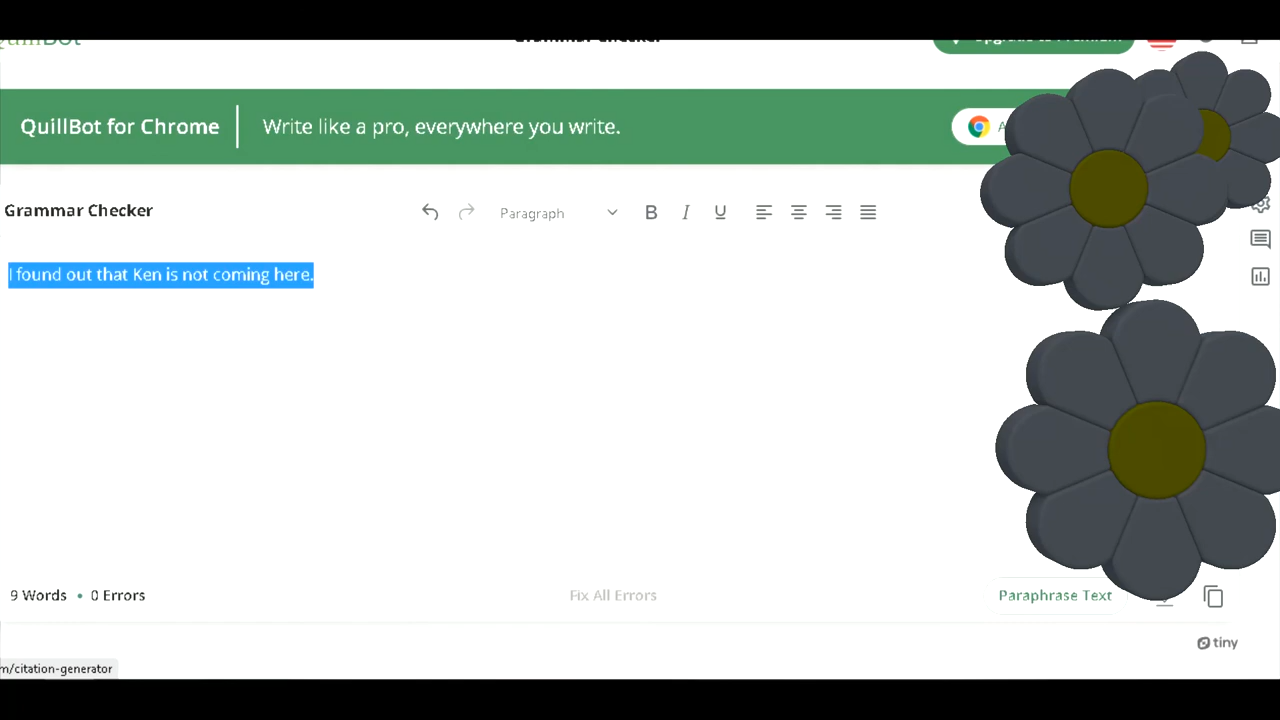 QuillBot for Chrome
Write like a pro, everywhere you write.
Grammar Checker
Paragraph
B I U
I found out that Ken is not coming here.
9 Words • 0 Errors
Fix All Errors
Paraphrase Text
tiny
m/citation-generator